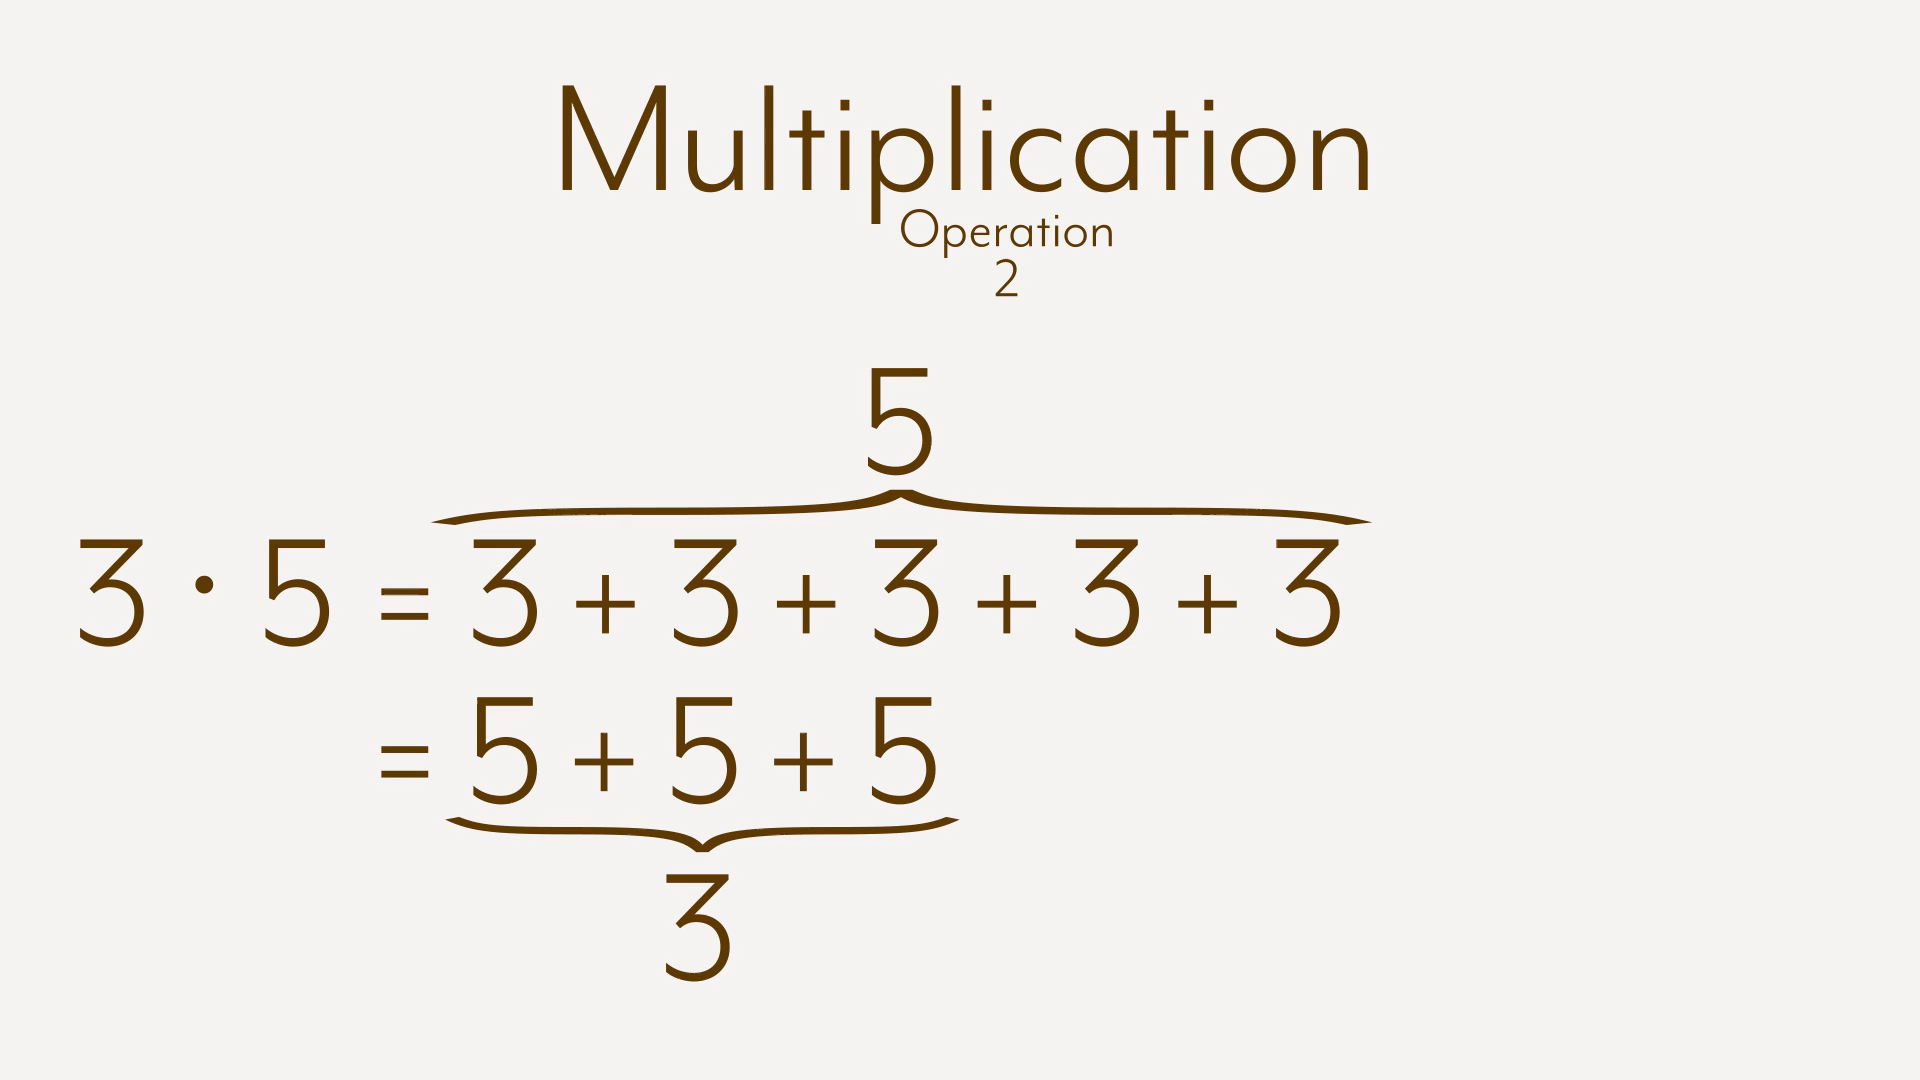 Multiplication
Operation
2
5
3 · 5 = 3 + 3 + 3 + 3 + 3
= 5 + 5 + 5
3